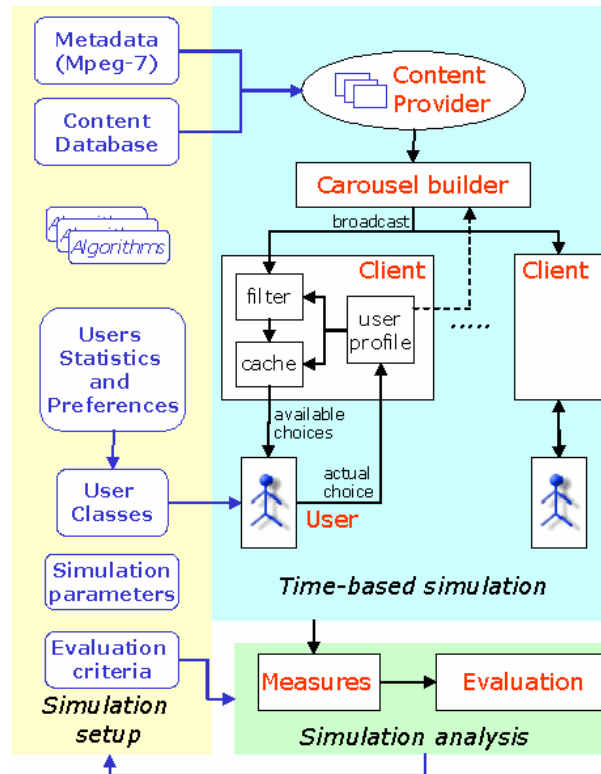 Metadata
(Mpeg-7)
Content
Database
Algorithms
Algorithms
Users
Statistics
and
Preferences
User
Classes
Simulation
parameters
Evaluation
criteria
Simulation
setup
Content
Provider
Carousel builder
broadcast
Client
filter
cache
user
profile
.....
Client
available
choices
actual
choice
User
Time-based simulation
Measures
Evaluation
Simulation analysis